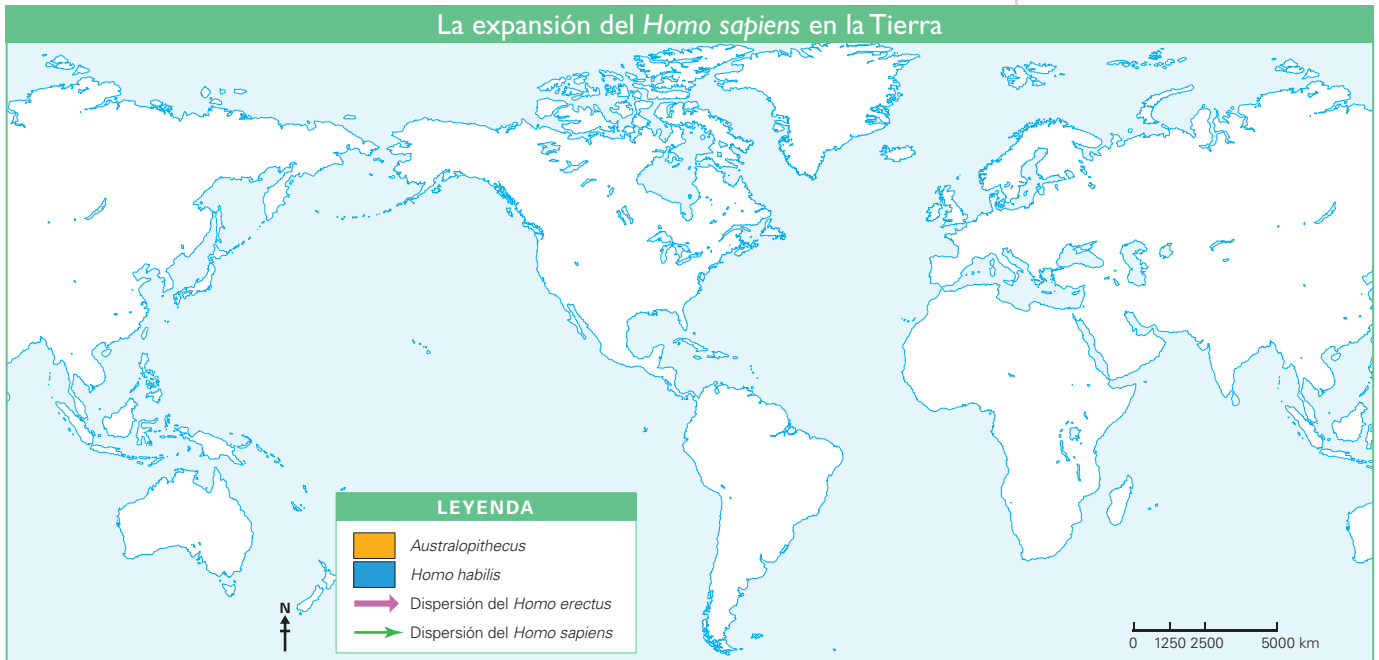 La expansión del Homo sapiens en la Tierra
LEYENDA
Australopithecus
Homo habilis
Dispersión del Homo erectus
Dispersión del Homo sapiens
N
0 1250 2500 5000 km